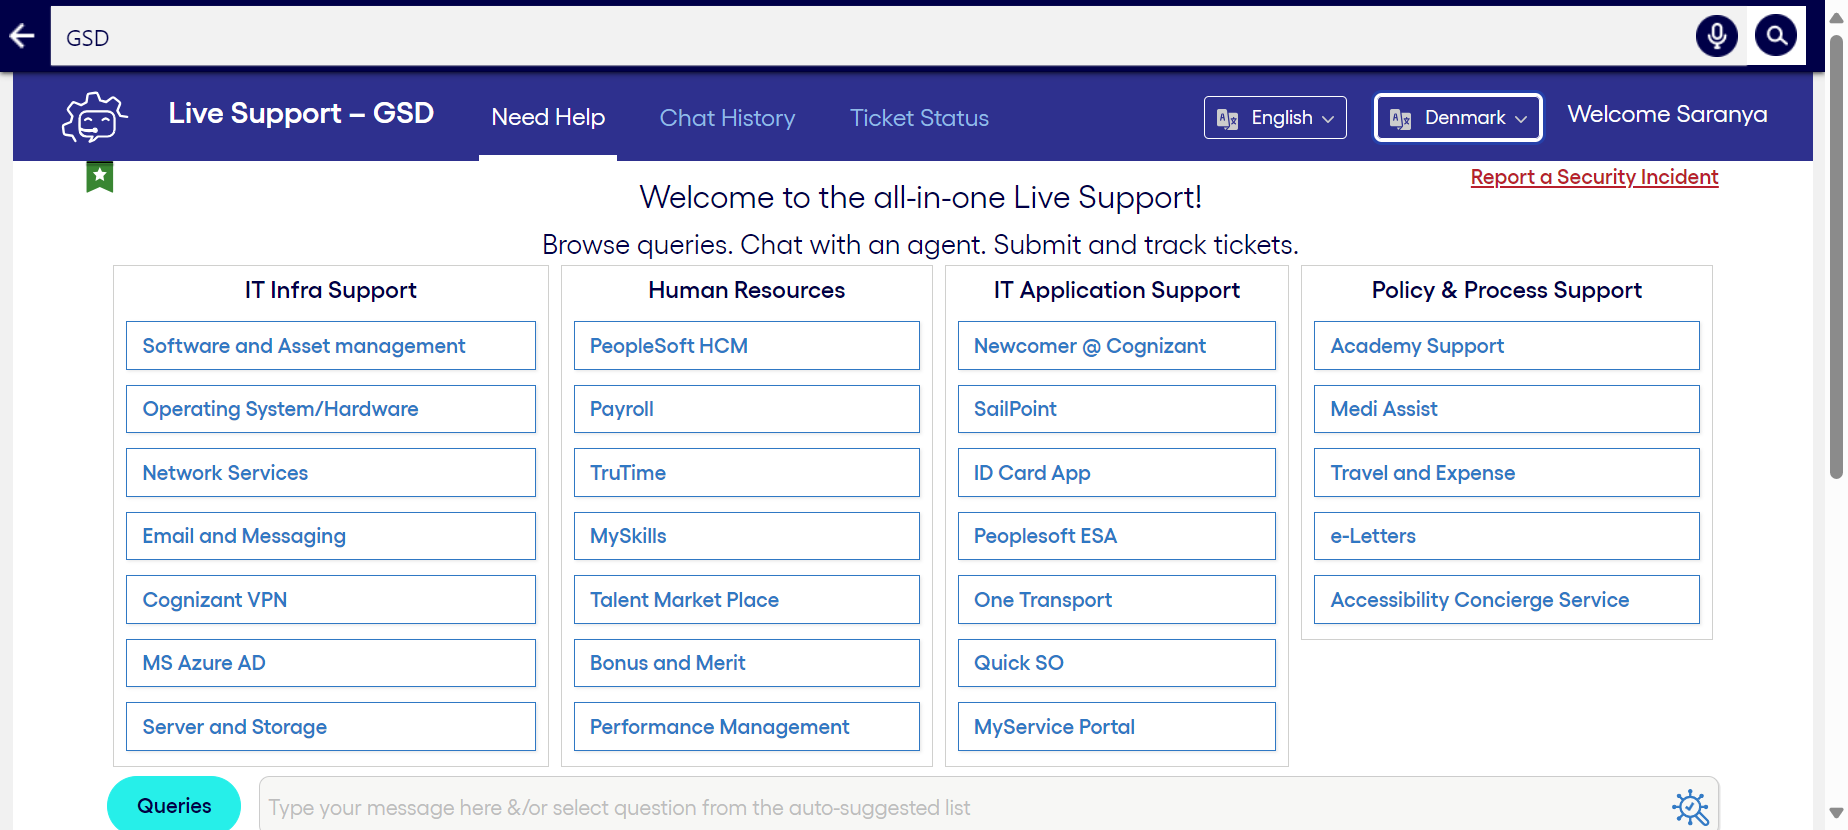 GSD
Live Support – GSD
Need Help
Chat History
Ticket Status
English
Denmark
Welcome Saranya
Report a Security Incident
Welcome to the all-in-one Live Support!
Browse queries. Chat with an agent. Submit and track tickets.
IT Infra Support
Software and Asset management
Operating System/Hardware
Network Services
Email and Messaging
Cognizant VPN
MS Azure AD
Server and Storage
Human Resources
PeopleSoft HCM
Payroll
TruTime
MySkills
Talent Market Place
Bonus and Merit
Performance Management
IT Application Support
Newcomer @ Cognizant
SailPoint
ID Card App
Peoplesoft ESA
One Transport
Quick SO
MyService Portal
Policy & Process Support
Academy Support
Medi Assist
Travel and Expense
e-Letters
Accessibility Concierge Service
Queries
Type your message here &/or select question from the auto-suggested list